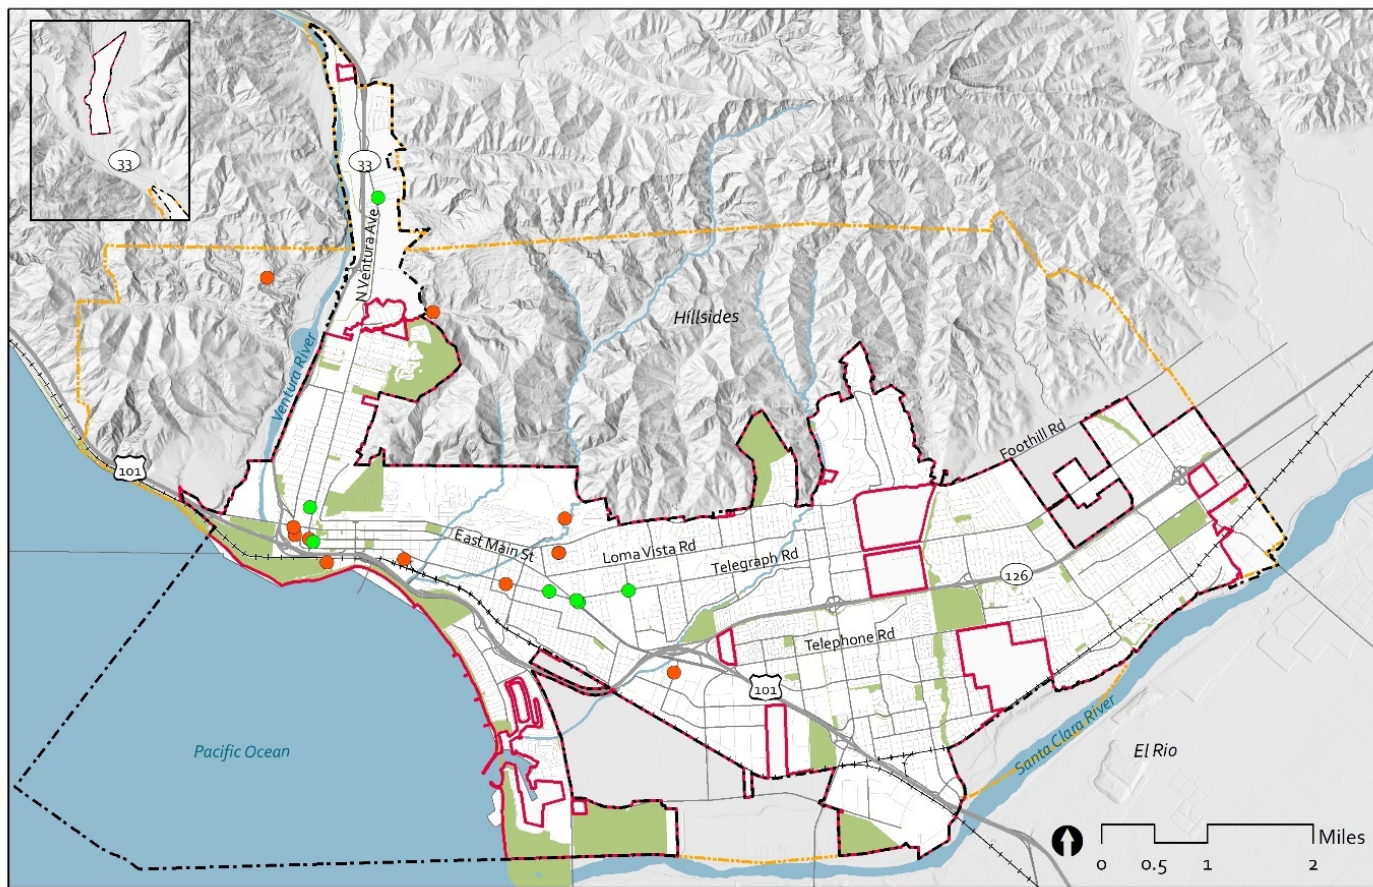 33
33
N Ventura Ave
Hillsides
Ventura River
Foothill Rd
101
East Main St
Loma Vista Rd
Telegraph Rd
126
Telephone Rd
101
Pacific Ocean
Santa Clara River
El Rio
Miles
0 0.5 1 2